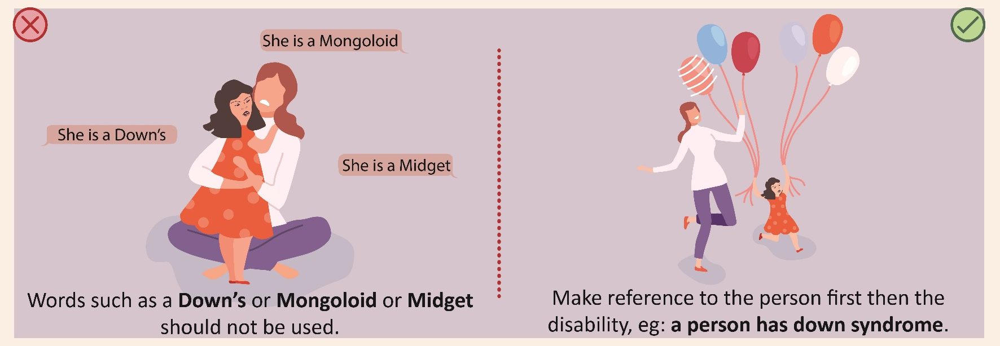 She is a Mongoloid
She is a Down's
She is a Midget
Words such as a Down's or Mongoloid or Midget
should not be used.
Make reference to the person first then the
disability, eg: a person has down syndrome.